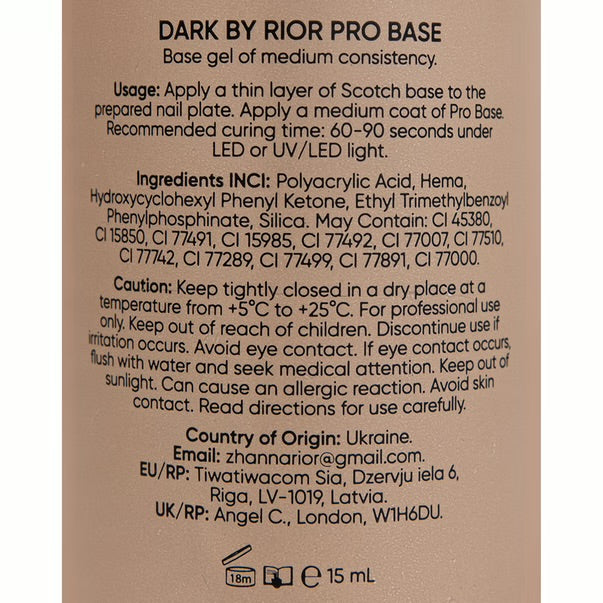 DARK BY RIOR PRO BASE
Base gel of medium consistency.
Usage: Apply a thin layer of Scotch base to the
prepared nail plate. Apply a medium coat of Pro Base.
Recommended curing time: 60-90 seconds under
LED or UV/LED light.
Ingredients INCI: Polyacrylic Acid, Hema,
Hydroxycyclohexyl Phenyl Ketone, Ethyl Trimethylbenzoyl
Phenylphosphinate, Silica. May Contain: CI 45380,
CI 15850, CI 77491, CI 15985, CI 77492, CI 77007, CI 77510,
CI 77742, CI 77289, CI 77499, CI 77891, CI 77000.
Caution: Keep tightly closed in a dry place at a
temperature from +5°C to +25°C. For professional use
only. Keep out of reach of children. Discontinue use if
irritation occurs. Avoid eye contact. If eye contact occurs,
flush with water and seek medical attention. Keep out of
sunlight. Can cause an allergic reaction. Avoid skin
contact. Read directions for use carefully.
Country of Origin: Ukraine.
Email: zhannarior@gmail.com.
EU/RP: Tiwatiwacom Sia, Dzervju iela 6,
Riga, LV-1019, Latvia.
UK/RP: Angel C., London, W1H6DU.
18m ℮ 15 mL